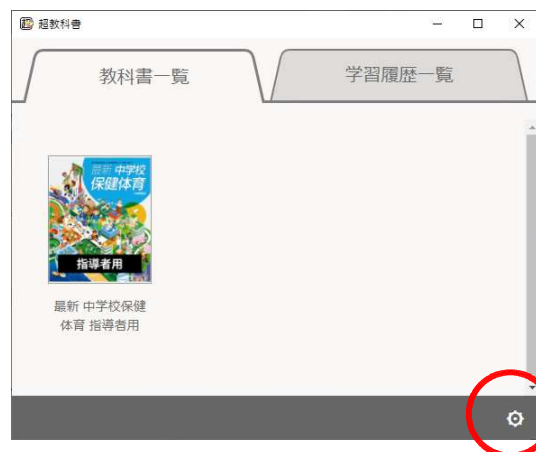 超教科書
教科書一覧
学習履歴一覧
最新 中学校
保健体育
指導者用
最新 中学校保健
体育 指導者用